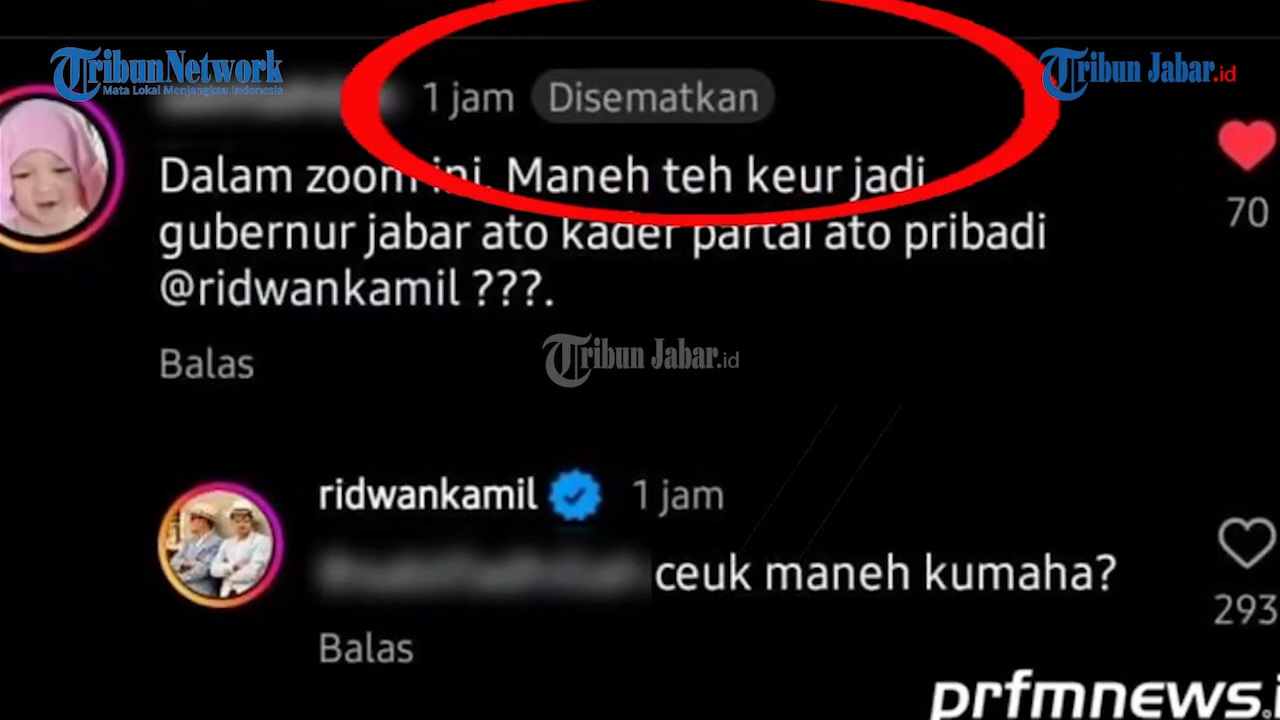 TribunNetwork
Mata Lokal Menjangkau Indonesia
Tribun Jabar.id
1 jam Disematkan
Dalam zoom ini. Maneh teh keur jadi
gubernur jabar ato kader partai ato pribadi
@ridwankamil ???.
70
Balas
Tribun Jabar.id
ridwankamil 1 jam
ceuk maneh kumaha?
293
Balas
prfmnews.i